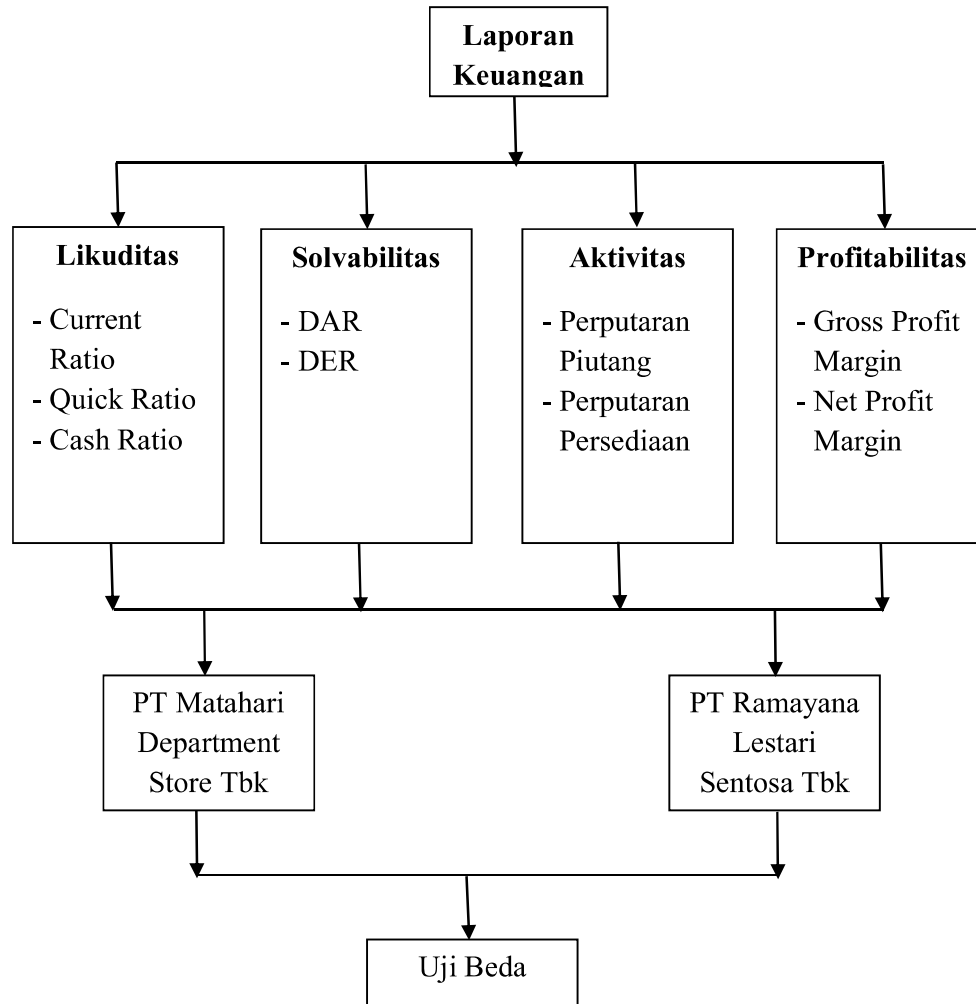 Laporan
Keuangan
Likuditas
- Current
Ratio
- Quick Ratio
- Cash Ratio
Solvabilitas
- DAR
- DER
Aktivitas
- Perputaran
Piutang
- Perputaran
Persediaan
Profitabilitas
- Gross Profit
Margin
- Net Profit
Margin
PT Matahari
Department
Store Tbk
PT Ramayana
Lestari
Sentosa Tbk
Uji Beda